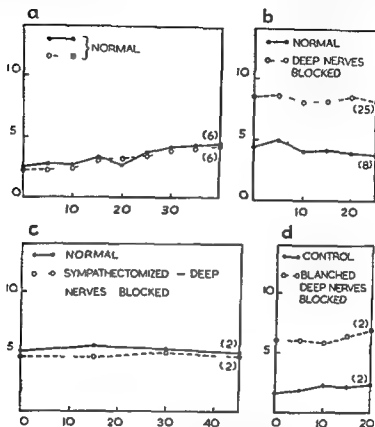 a
NORMAL
10
5
0
10
20
30
(6)
(6)
b
NORMAL
DEEP NERVES
BLOCKED
10
5
0
10
20
(25)
(8)
c
NORMAL
SYMPATHECTOMIZED – DEEP
NERVES BLOCKED
10
5
0
0
10
20
30
40
(2)
(2)
d
CONTROL
BLANCHED
DEEP NERVES
BLOCKED
10
5
0
0
10
20
(2)
(2)